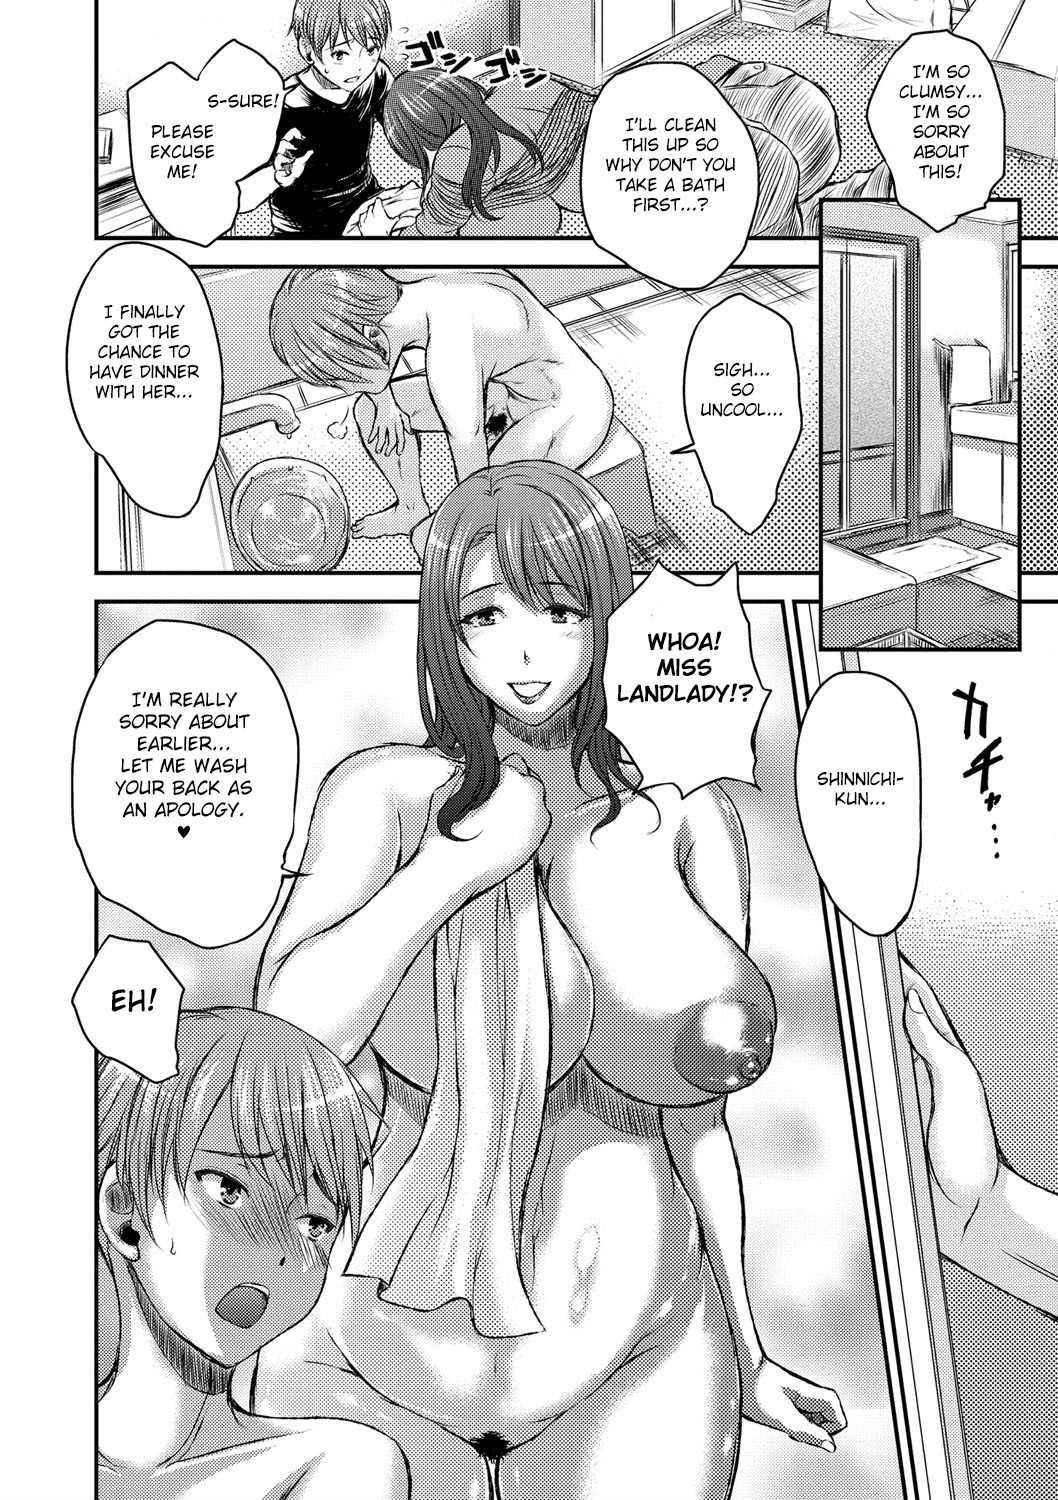 I'M SO
CLUMSY...
I'M SO
SORRY
ABOUT
THIS!
I'LL CLEAN
THIS UP SO
WHY DON'T YOU
TAKE A BATH
FIRST...?
ゴシ
ゴシ
S-SURE!
PLEASE
EXCUSE
ME!
SIGH...
SO
UNCOOL...
I FINALLY
GOT THE
CHANCE TO
HAVE DINNER
WITH HER...
カチャ...
SHINNICHI-
KUN...
WHOA!
MISS
LANDLADY!?
I'M REALLY
SORRY ABOUT
EARLIER...
LET ME WASH
YOUR BACK AS
AN APOLOGY.
♥
EH!